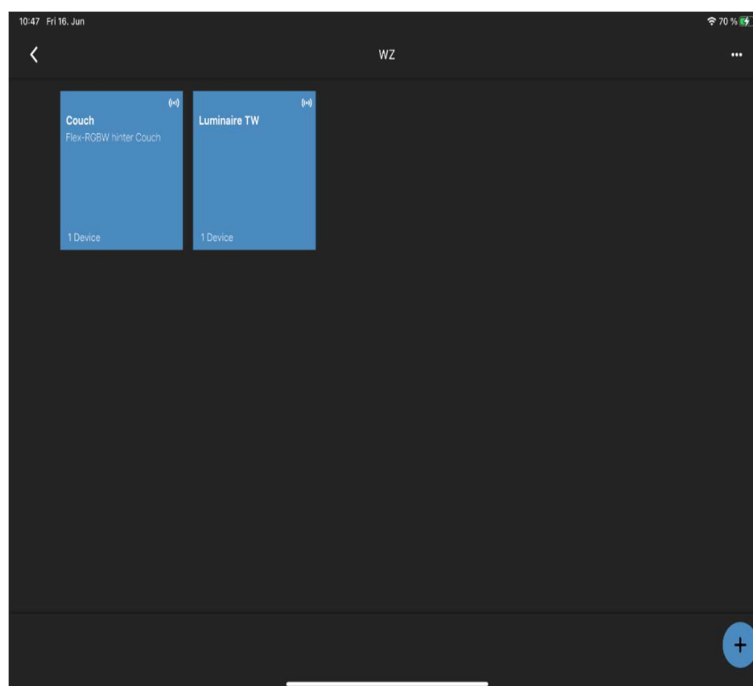 10:47 Fri 16. Jun
70 %
WZ
Couch
Flex-RGBW hinter Couch
1 Device
Luminaire TW
1 Device